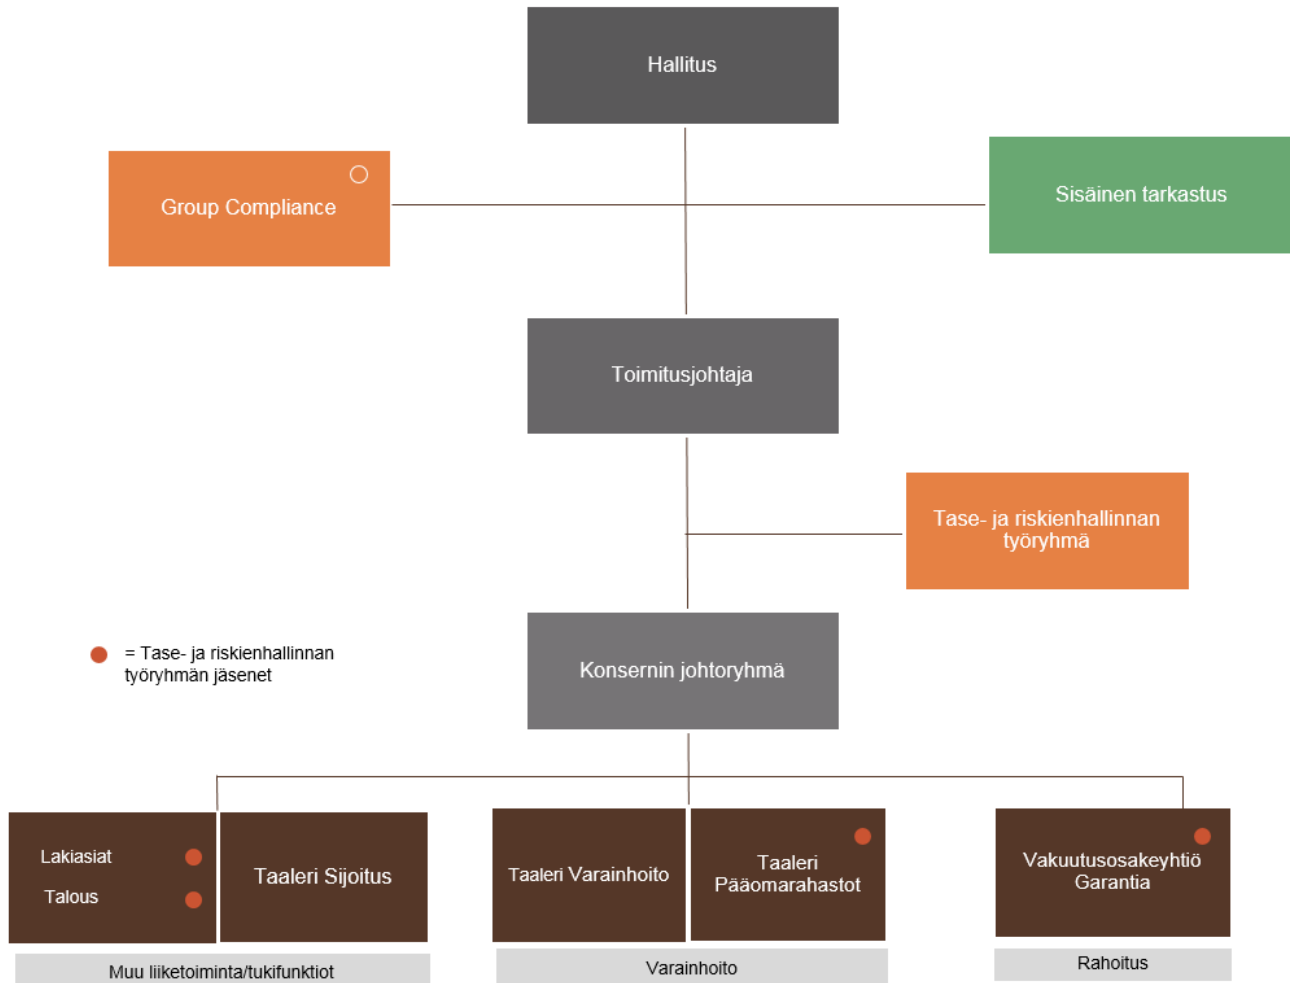 Hallitus
Group Compliance
Sisäinen tarkastus
Toimitusjohtaja
Tase- ja riskienhallinnan
työryhmä
= Tase- ja riskienhallinnan
työryhmän jäsenet
Konsernin johtoryhmä
Lakiasiat
Talous
Taaleri Sijoitus
Taaleri Varainhoito
Taaleri
Pääomarahastot
Vakuutusosakeyhtiö
Garantia
Muu liiketoiminta/tukifunktiot
Varainhoito
Rahoitus